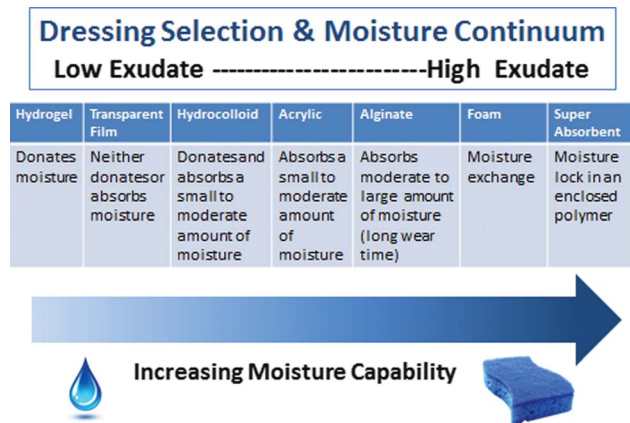 Dressing Selection & Moisture Continuum
Low Exudate --------------------------High Exudate
Hydrogel
Donates
moisture
Transparent
Film
Neither
donatesor
absorbs
moisture
Hydrocolloid
Donatesand
absorbs a
small to
moderate
amount of
moisture
Acrylic
Absorbs a
small to
moderate
amount
of
moisture
Alginate
Absorbs
moderate to
large amount
of moisture
(long wear
time)
Foam
Moisture
exchange
Super
Absorbent
Moisture
lock in an
enclosed
polymer
Increasing Moisture Capability